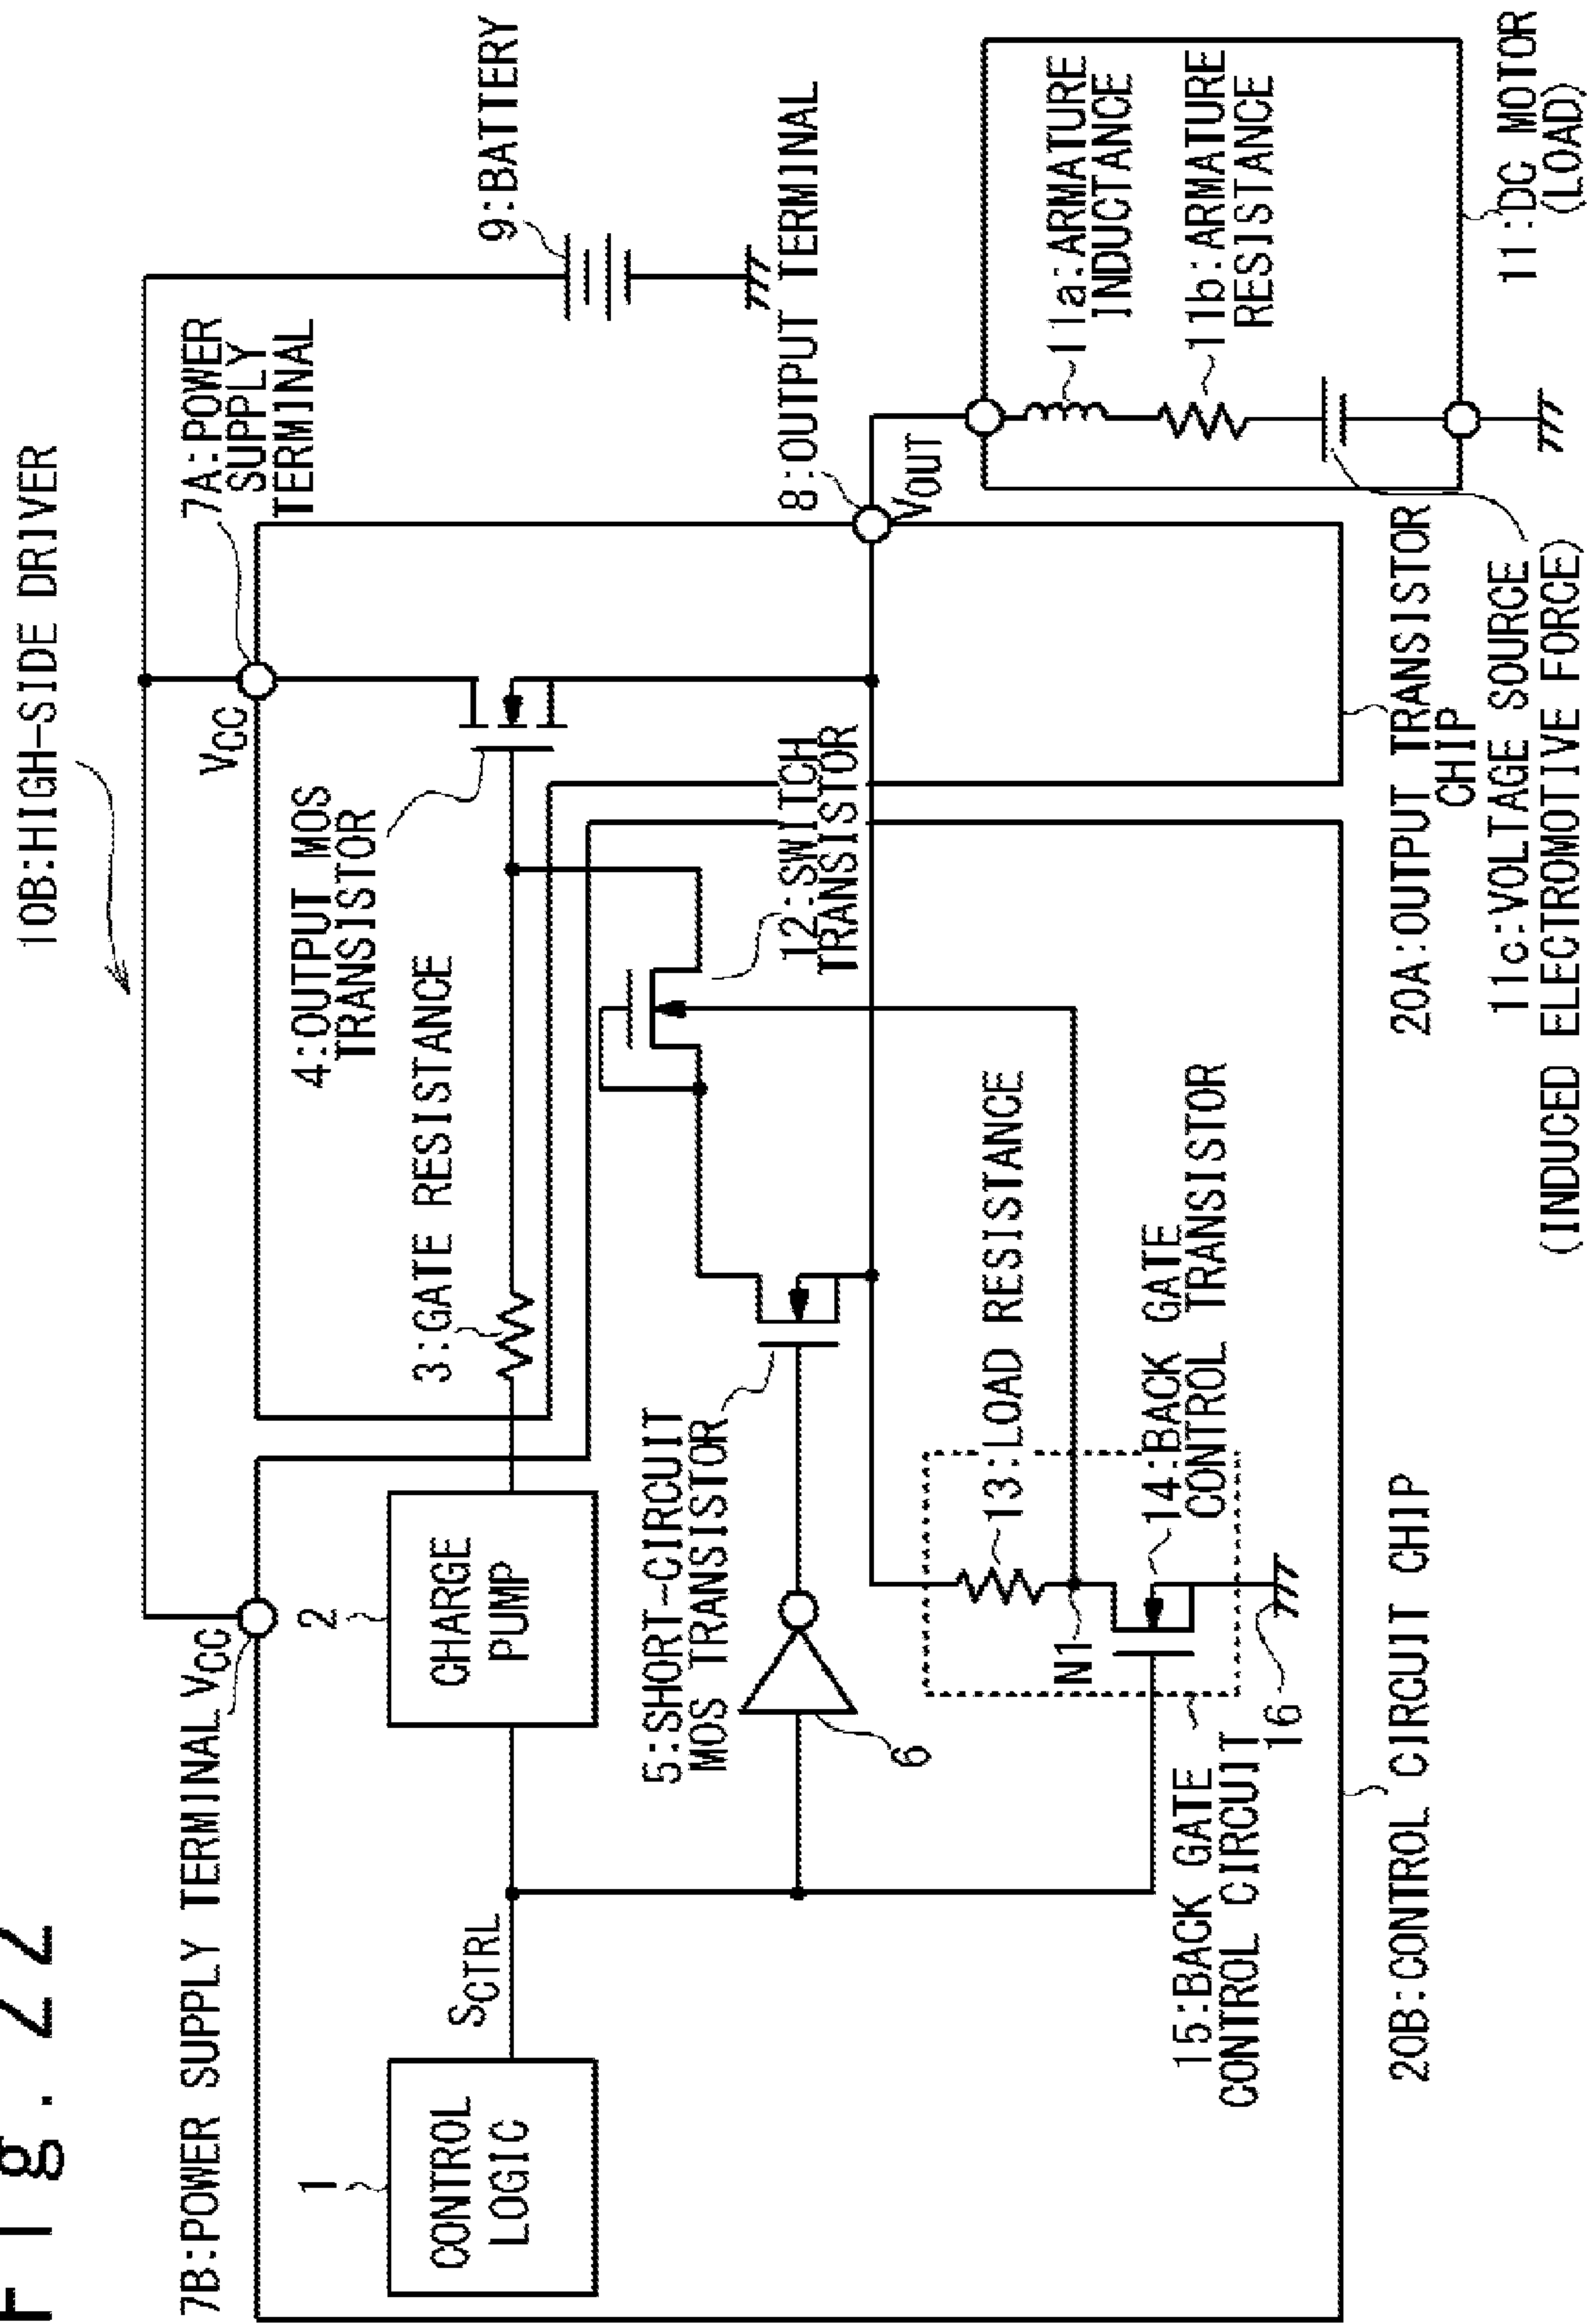 Fig. 22
10B:HIGH-SIDE DRIVER
7B:POWER SUPPLY TERMINAL
VCC
7A:POWER
SUPPLY
TERMINAL
VCC
9:BATTERY
1
CONTROL
LOGIC
SCTRL
2
CHARGE
PUMP
3:GATE RESISTANCE
4:OUTPUT MOS
TRANSISTOR
5:SHORT-CIRCUIT
MOS TRANSISTOR
6
12:SWITCH
TRANSISTOR
8:OUTPUT TERMINAL
VOUT
13:LOAD RESISTANCE
N1
14:BACK GATE
CONTROL TRANSISTOR
15:BACK GATE
CONTROL CIRCUIT
16
11a:ARMATURE
INDUCTANCE
11b:ARMATURE
RESISTANCE
11:DC MOTOR
(LOAD)
20B:CONTROL CIRCUIT CHIP
20A:OUTPUT TRANSISTOR
CHIP
11c:VOLTAGE SOURCE
(INDUCED ELECTROMOTIVE FORCE)